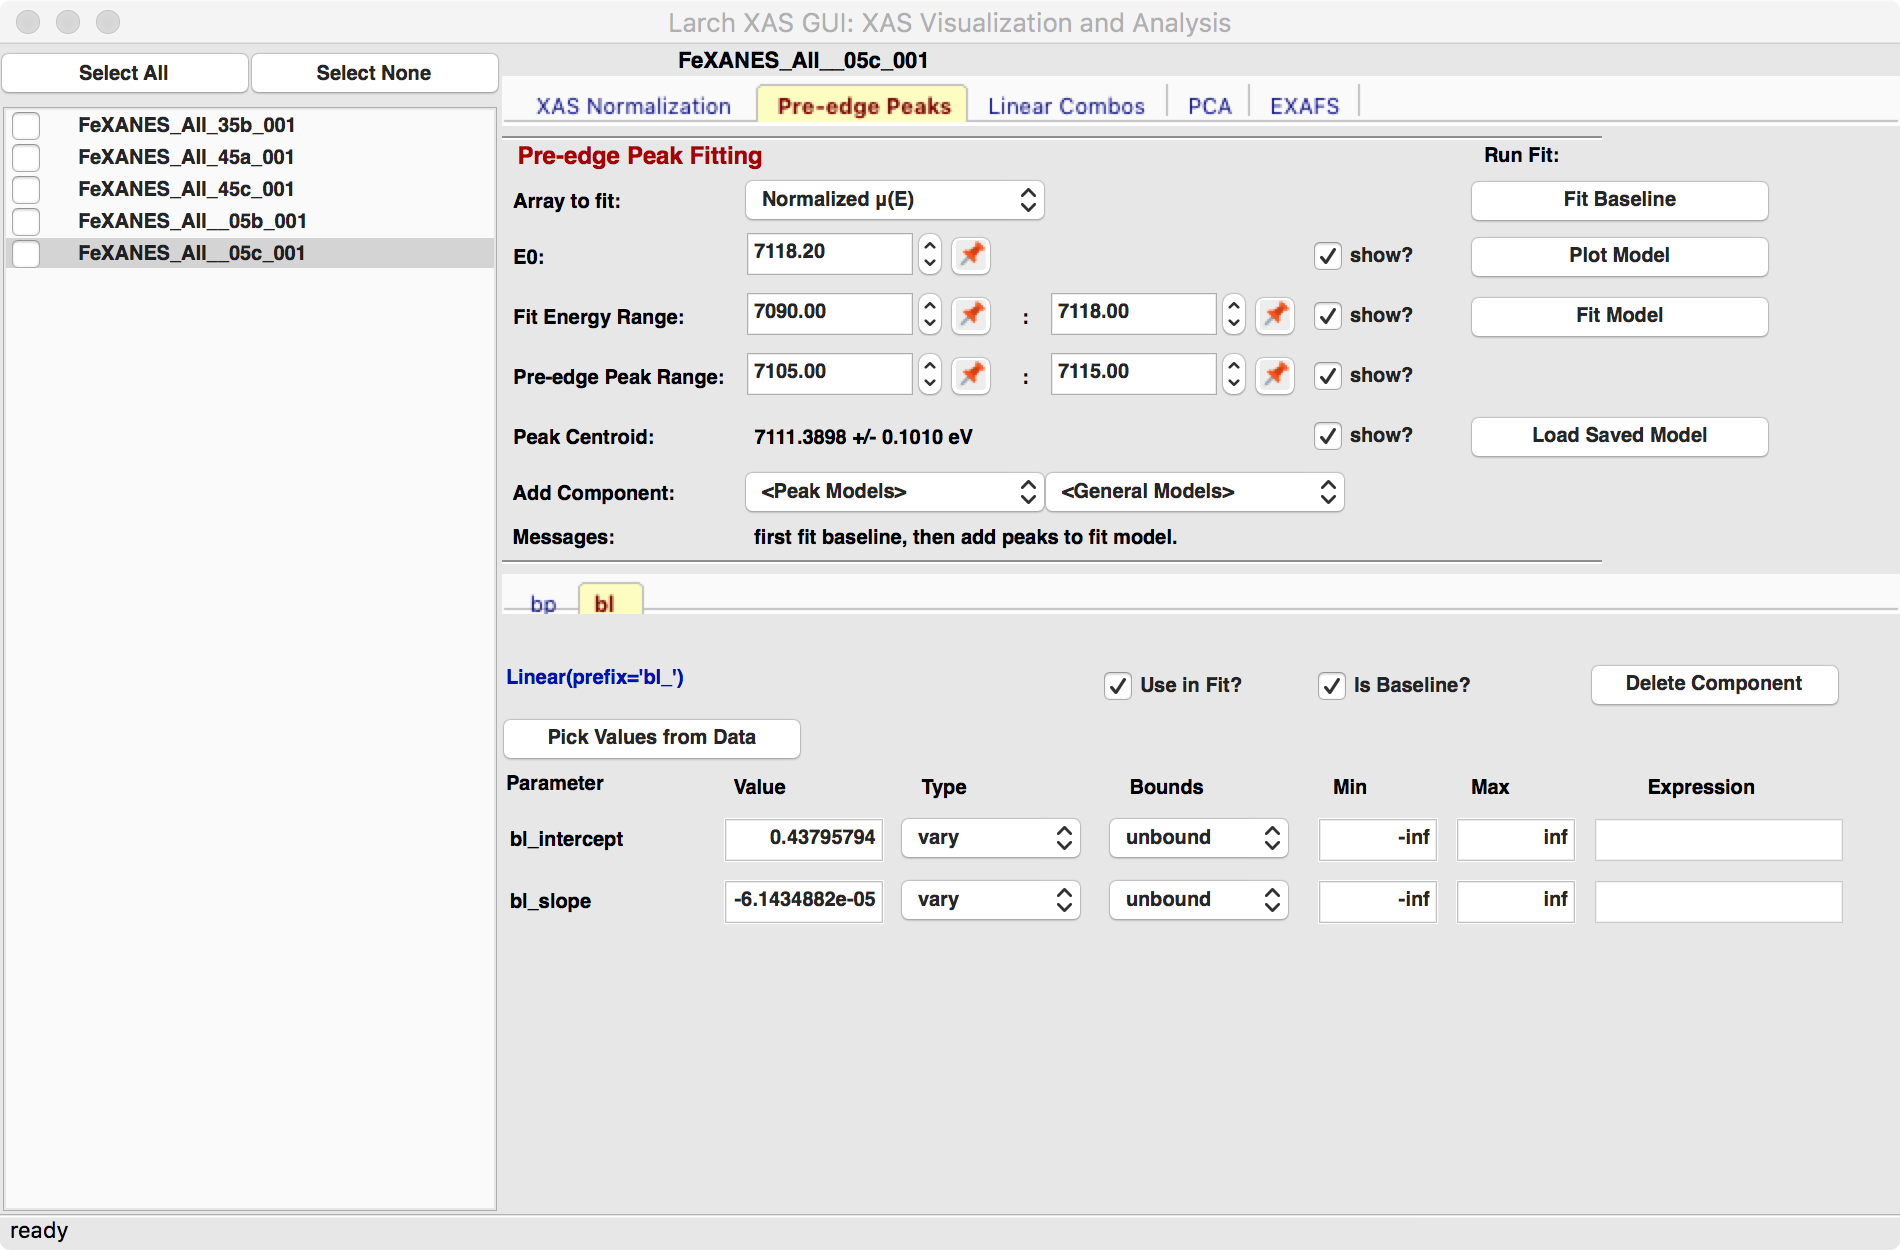 Larch XAS GUI: XAS Visualization and Analysis
Select All Select None
FeXANES_All__05c_001
FeXANES_All_35b_001
FeXANES_All_45a_001
FeXANES_All_45c_001
FeXANES_All__05b_001
FeXANES_All__05c_001
XAS Normalization Pre-edge Peaks Linear Combos PCA EXAFS
Pre-edge Peak Fitting Run Fit:
Array to fit: Normalized μ(E) Fit Baseline
E0: 7118.20 show? Plot Model
Fit Energy Range: 7090.00 : 7118.00 show? Fit Model
Pre-edge Peak Range: 7105.00 : 7115.00 show?
Peak Centroid: 7111.3898 +/- 0.1010 eV show? Load Saved Model
Add Component: <Peak Models> <General Models>
Messages: first fit baseline, then add peaks to fit model.
bp bl
Linear(prefix='bl_') Use in Fit? Is Baseline? Delete Component
Pick Values from Data
Parameter Value Type Bounds Min Max Expression
bl_intercept 0.43795794 vary unbound -inf inf
bl_slope -6.1434882e-05 vary unbound -inf inf
ready